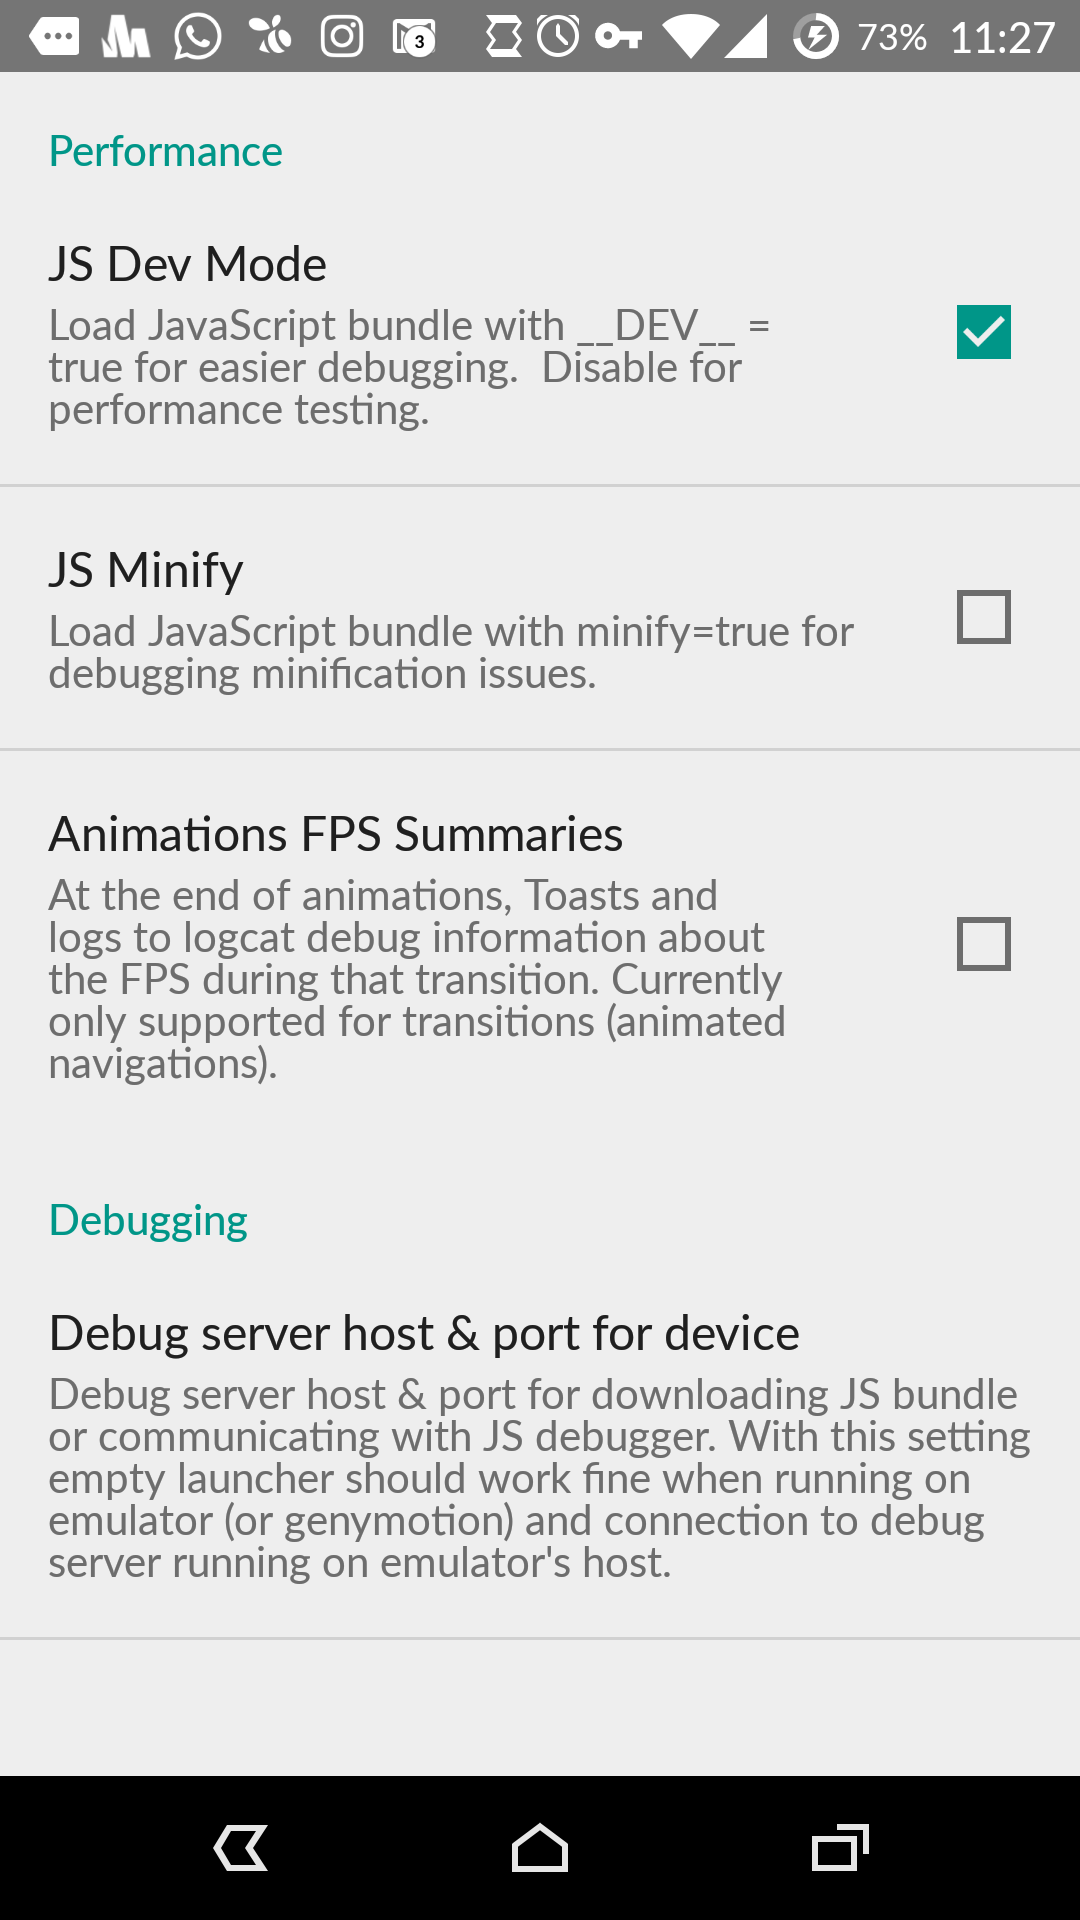 3 73% 11:27
Performance
JS Dev Mode
Load JavaScript bundle with __DEV__ =
true for easier debugging.  Disable for
performance testing.
JS Minify
Load JavaScript bundle with minify=true for
debugging minification issues.
Animations FPS Summaries
At the end of animations, Toasts and
logs to logcat debug information about
the FPS during that transition. Currently
only supported for transitions (animated
navigations).
Debugging
Debug server host & port for device
Debug server host & port for downloading JS bundle
or communicating with JS debugger. With this setting
empty launcher should work fine when running on
emulator (or genymotion) and connection to debug
server running on emulator's host.